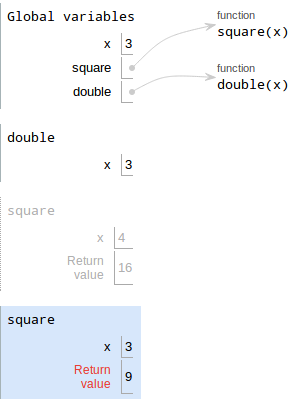 Global variables
function
square(x)
x 3
square
function
double(x)
double
double
x 3
square
x 4
Return
value 16
square
x 3
Return
value 9